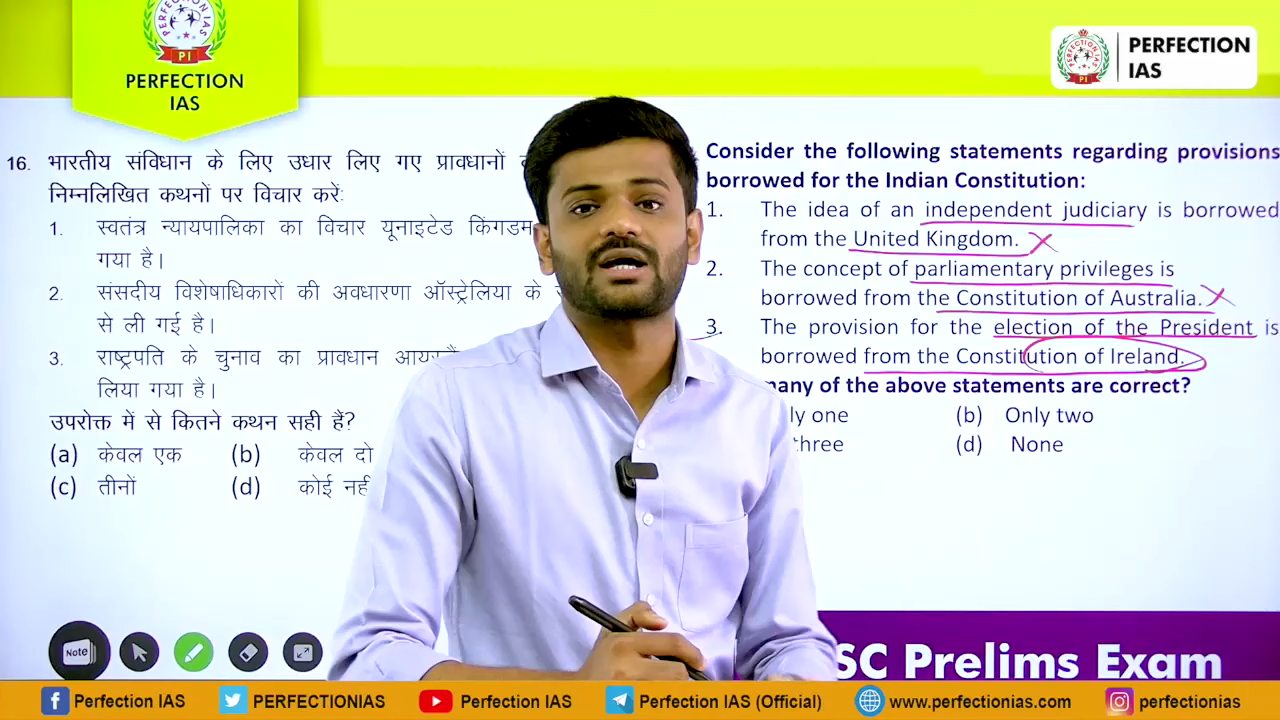 PERFECTION IAS
PI
PERFECTION
IAS
PERFECTION
IAS
PI
16. भारतीय संविधान के लिए उधार लिए गए प्रावधानों
निम्नलिखित कथनों पर विचार करें:
1. स्वतंत्र न्यायपालिका का विचार यूनाइटेड किंगडम
गया है।
2. संसदीय विशेषाधिकारों की अवधारणा ऑस्ट्रेलिया के
से ली गई है।
3. राष्ट्रपति के चुनाव का प्रावधान
लिया गया है।
उपरोक्त में से कितने कथन सही हैं?
(a) केवल एक (b) केवल दो
(c) तीनों (d) कोई नही
Consider the following statements regarding provisions
borrowed for the Indian Constitution:
1. The idea of an independent judiciary is borrowed
from the United Kingdom.
2. The concept of parliamentary privileges is
borrowed from the Constitution of Australia.
3. The provision for the election of the President is
borrowed from the Constitution of Ireland.
many of the above statements are correct?
one
(b) Only two
three
(d) None
Note
SC Prelims Exam
Perfection IAS
PERFECTIONIAS
Perfection IAS
Perfection IAS (Official)
www.perfectionias.com
perfectionias